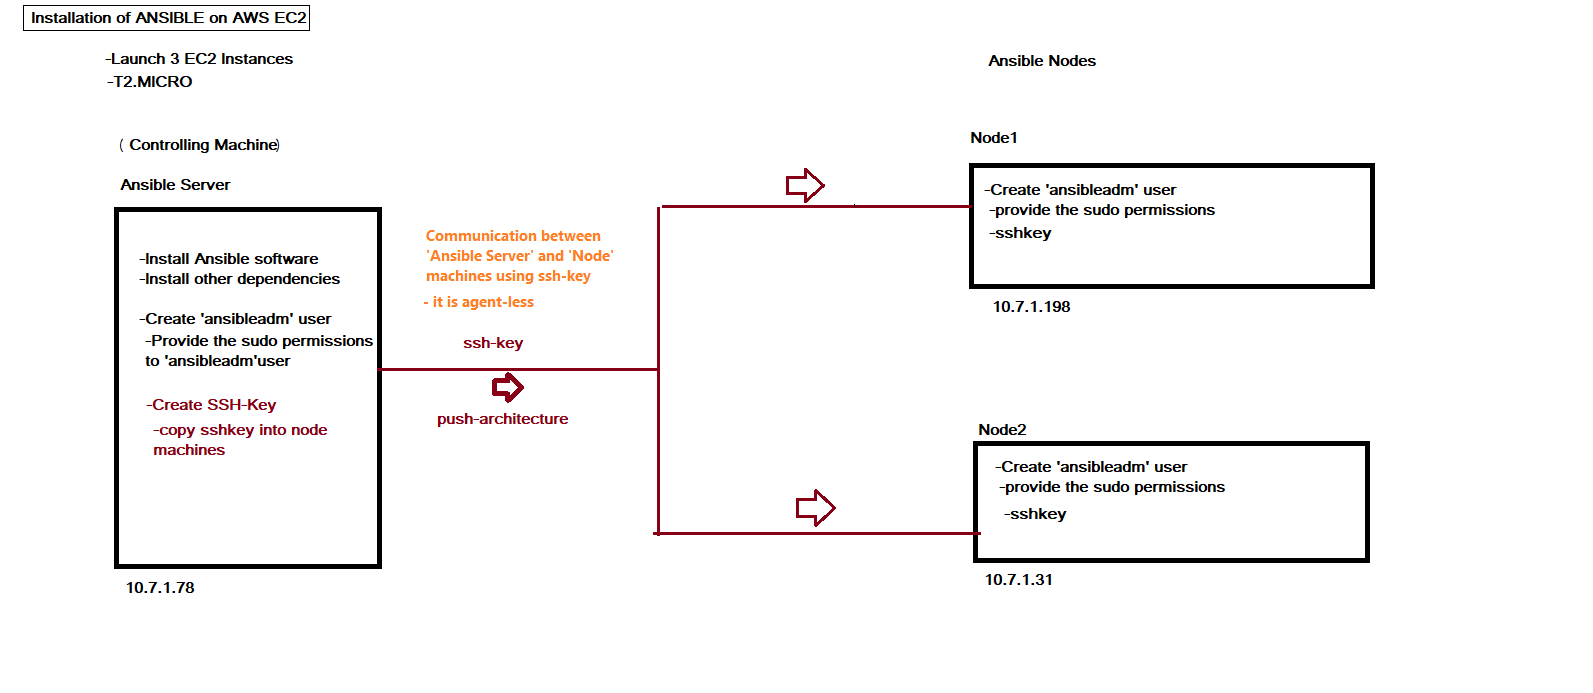 Installation of ANSIBLE on AWS EC2
-Launch 3 EC2 Instances
-T2.MICRO
( Controlling Machine)
Ansible Server
-Install Ansible software
-Install other dependencies
-Create 'ansibleadm' user
-Provide the sudo permissions
to 'ansibleadm'user
-Create SSH-Key
-copy sshkey into node
machines
10.7.1.78
Communication between
'Ansible Server' and 'Node'
machines using ssh-key
- it is agent-less
ssh-key
push-architecture
Ansible Nodes
Node1
-Create 'ansibleadm' user
-provide the sudo permissions
-sshkey
10.7.1.198
Node2
-Create 'ansibleadm' user
-provide the sudo permissions
-sshkey
10.7.1.31